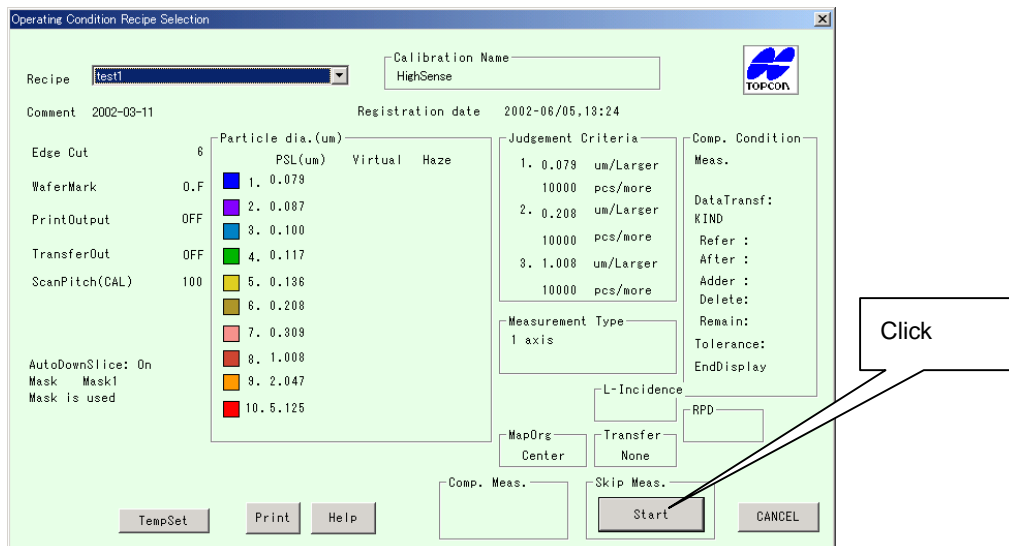 Operating Condition Recipe Selection
Recipe test1
Calibration Name
HighSense
TOPCON
Comment 2002-03-11
Registration date 2002-06/05,13:24
Edge Cut 6
WaferMark O.F
PrintOutput OFF
TransferOut OFF
ScanPitch(CAL) 100
AutoDownSlice: On
Mask Mask1
Mask is used
Particle dia.(um)
PSL(um) Virtual Haze
1. 0.079
2. 0.087
3. 0.100
4. 0.117
5. 0.136
6. 0.208
7. 0.309
8. 1.008
9. 2.047
10. 5.125
Judgement Criteria
1. 0.079 um/Larger
10000 pcs/more
2. 0.208 um/Larger
10000 pcs/more
3. 1.008 um/Larger
10000 pcs/more
Measurement Type
1 axis
Comp. Condition
Meas.
DataTransf:
KIND
Refer :
After :
Adder :
Delete:
Remain:
Tolerance:
EndDisplay
L-Incidence
RPD
MapOrg
Center
Transfer
None
Comp. Meas.
Skip Meas.
TempSet
Print
Help
Start
CANCEL
Click